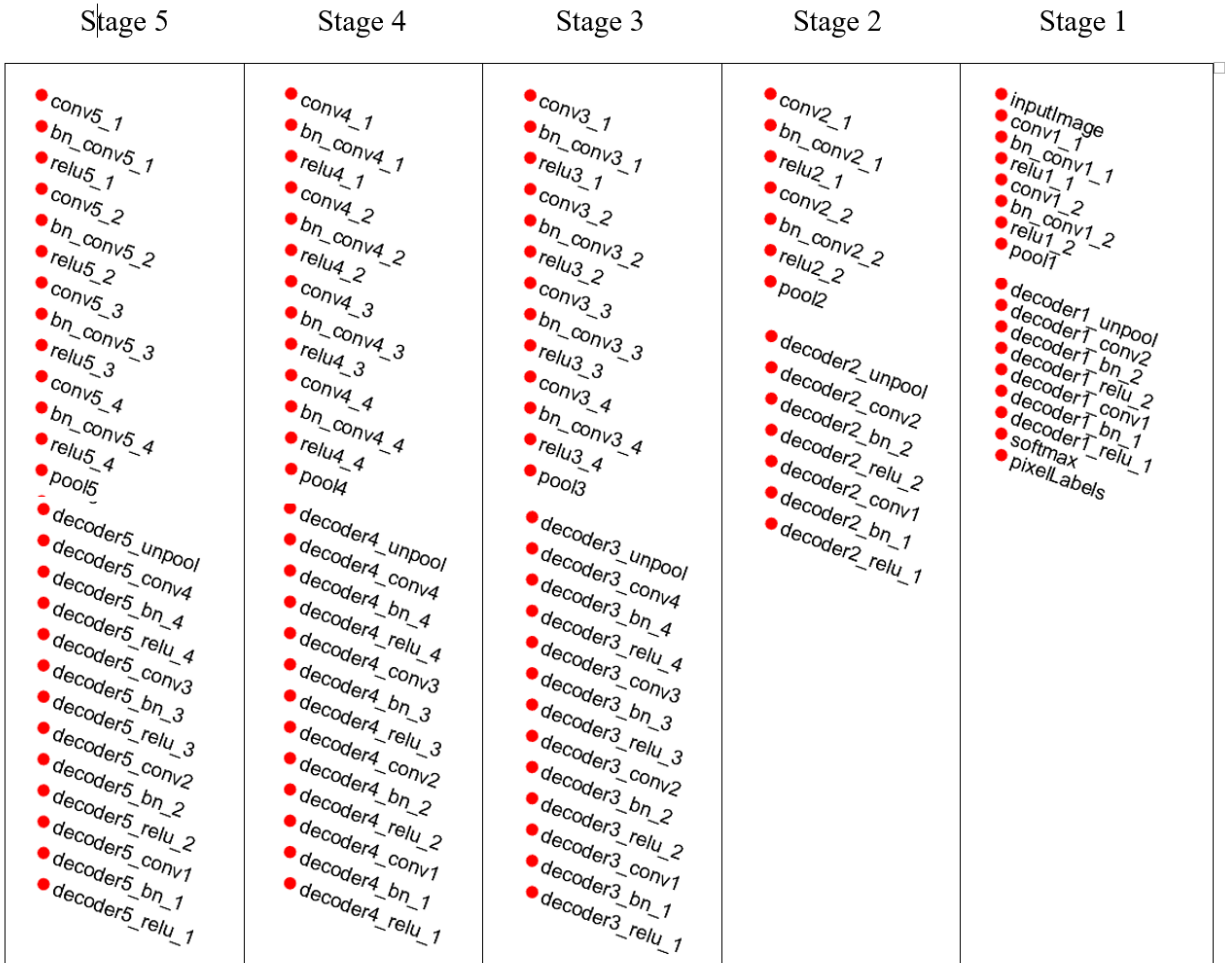 Stage 5
Stage 4
Stage 3
Stage 2
Stage 1
conv5_1
bn_conv5_1
relu5_1
conv5_2
bn_conv5_2
relu5_2
conv5_3
bn_conv5_3
relu5_3
conv5_4
bn_conv5_4
relu5_4
pool5
decoder5_unpool
decoder5_conv4
decoder5_bn_4
decoder5_relu_4
decoder5_conv3
decoder5_bn_3
decoder5_relu_3
decoder5_conv2
decoder5_bn_2
decoder5_relu_2
decoder5_conv1
decoder5_bn_1
decoder5_relu_1
conv4_1
bn_conv4_1
relu4_1
conv4_2
bn_conv4_2
relu4_2
conv4_3
bn_conv4_3
relu4_3
conv4_4
bn_conv4_4
relu4_4
pool4
decoder4_unpool
decoder4_conv4
decoder4_bn_4
decoder4_relu_4
decoder4_conv3
decoder4_bn_3
decoder4_relu_3
decoder4_conv2
decoder4_bn_2
decoder4_relu_2
decoder4_conv1
decoder4_bn_1
decoder4_relu_1
conv3_1
bn_conv3_1
relu3_1
conv3_2
bn_conv3_2
relu3_2
conv3_3
bn_conv3_3
relu3_3
conv3_4
bn_conv3_4
relu3_4
pool3
decoder3_unpool
decoder3_conv4
decoder3_bn_4
decoder3_relu_4
decoder3_conv3
decoder3_bn_3
decoder3_relu_3
decoder3_conv2
decoder3_bn_2
decoder3_relu_2
decoder3_conv1
decoder3_bn_1
decoder3_relu_1
conv2_1
bn_conv2_1
relu2_1
conv2_2
bn_conv2_2
relu2_2
pool2
decoder2_unpool
decoder2_conv2
decoder2_bn_2
decoder2_relu_2
decoder2_conv1
decoder2_bn_1
decoder2_relu_1
inputImage
conv1_1
bn_conv1_1
relu1_1
conv1_2
bn_conv1_2
relu1_2
pool1
decoder1_unpool
decoder1_conv2
decoder1_bn_2
decoder1_relu_2
decoder1_conv1
decoder1_bn_1
decoder1_relu_1
softmax
pixelLabels